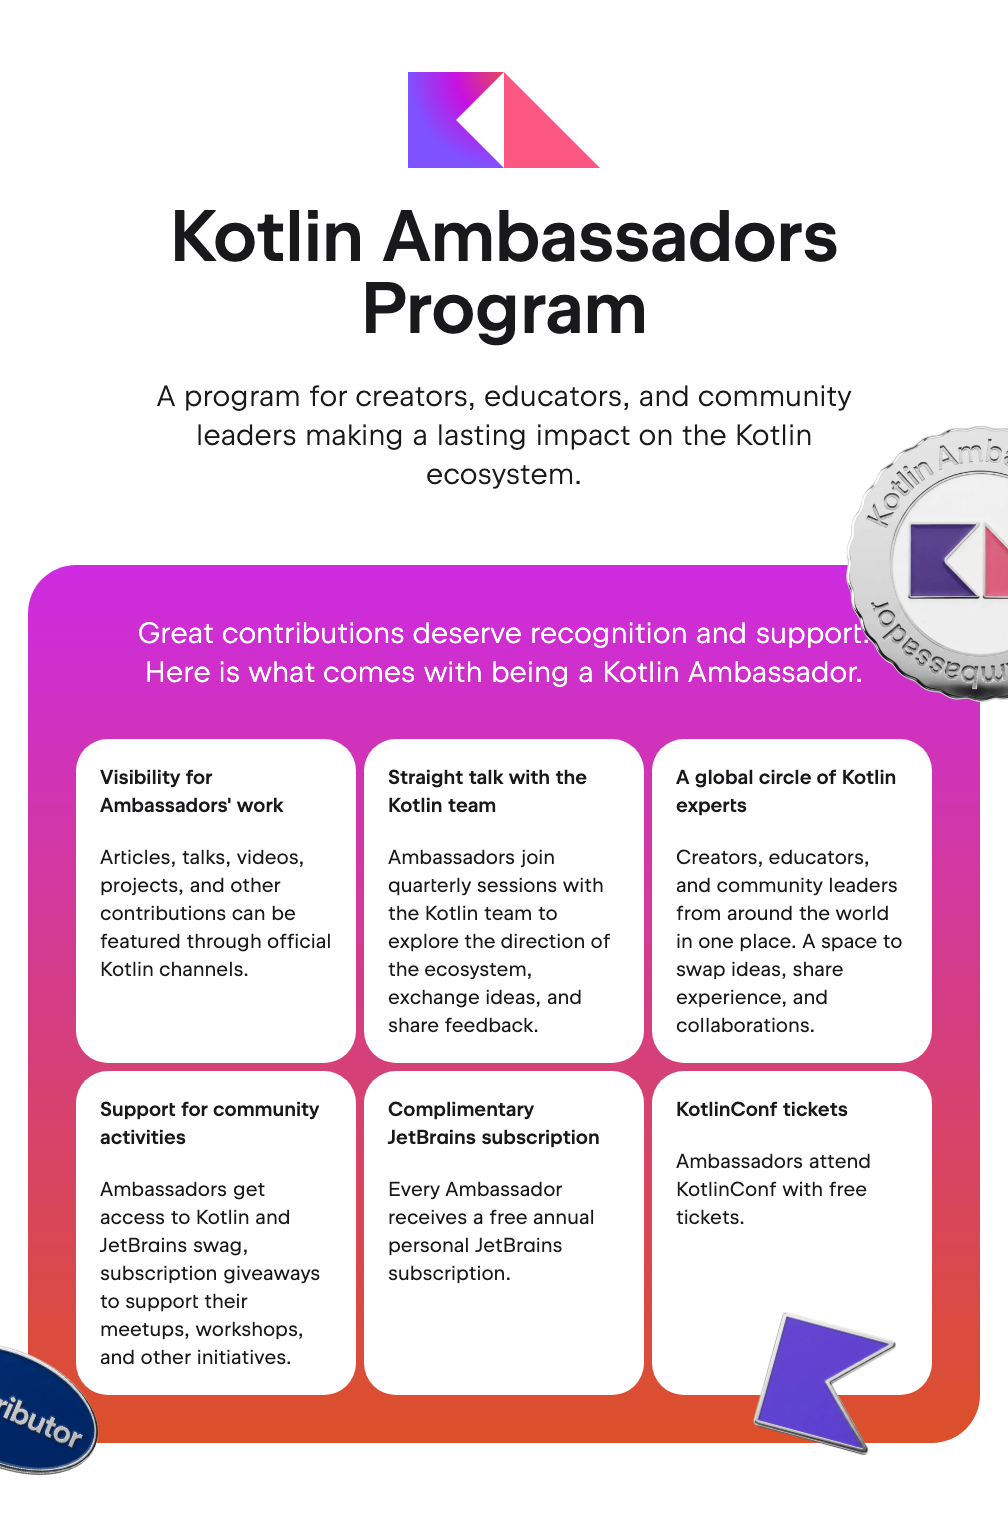 Kotlin Ambassadors
Program
A program for creators, educators, and community
leaders making a lasting impact on the Kotlin
ecosystem.
Kotlin Amba
mbassador
Great contributions deserve recognition and support.
Here is what comes with being a Kotlin Ambassador.
Visibility for
Ambassadors' work
Articles, talks, videos,
projects, and other
contributions can be
featured through official
Kotlin channels.
Straight talk with the
Kotlin team
Ambassadors join
quarterly sessions with
the Kotlin team to
explore the direction of
the ecosystem,
exchange ideas, and
share feedback.
A global circle of Kotlin
experts
Creators, educators,
and community leaders
from around the world
in one place. A space to
swap ideas, share
experience, and
collaborations.
Support for community
activities
Ambassadors get
access to Kotlin and
JetBrains swag,
subscription giveaways
to support their
meetups, workshops,
and other initiatives.
Complimentary
JetBrains subscription
Every Ambassador
receives a free annual
personal JetBrains
subscription.
KotlinConf tickets
Ambassadors attend
KotlinConf with free
tickets.
ributor